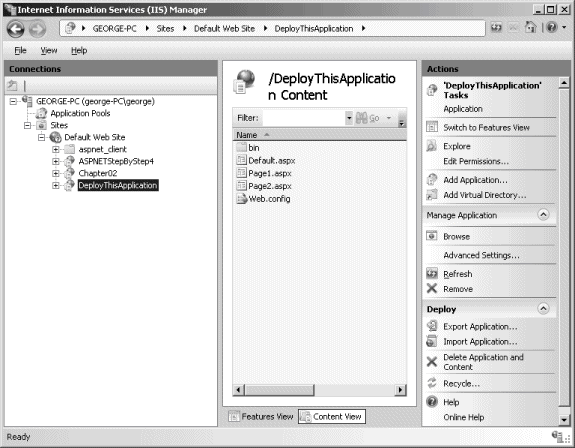 Internet Information Services (IIS) Manager
GEORGE-PC
Sites
Default Web Site
DeployThisApplication
File View Help
Connections
GEORGE-PC (george-PC\george)
Application Pools
Sites
Default Web Site
aspnet_client
ASPNETStepByStep4
Chapter02
DeployThisApplication
/DeployThisApplicatio
n Content
Filter:
Go
Name
bin
Default.aspx
Page1.aspx
Page2.aspx
Web.config
Features View
Content View
Actions
'DeployThisApplication'
Tasks
Application
Switch to Features View
Explore
Edit Permissions...
Add Application...
Add Virtual Directory...
Manage Application
Browse
Advanced Settings...
Refresh
Remove
Deploy
Export Application...
Import Application...
Delete Application and
Content
Recycle...
Help
Online Help
Ready